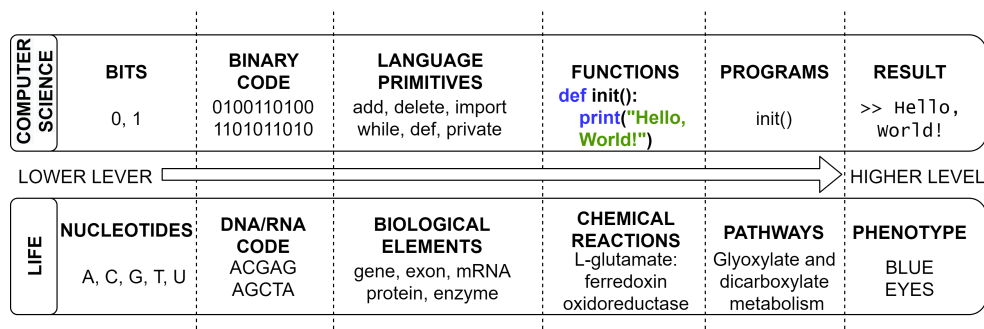 COMPUTER
SCIENCE
BITS
0, 1
BINARY
CODE
0100110100
1101011010
LANGUAGE
PRIMITIVES
add, delete, import
while, def, private
FUNCTIONS
def init():
print("Hello,
World!")
PROGRAMS
init()
RESULT
>> Hello,
World!
LOWER LEVER
HIGHER LEVEL
LIFE
NUCLEOTIDES
A, C, G, T, U
DNA/RNA
CODE
ACGAG
AGCTA
BIOLOGICAL
ELEMENTS
gene, exon, mRNA
protein, enzyme
CHEMICAL
REACTIONS
L-glutamate:
ferredoxin
oxidoreductase
PATHWAYS
Glyoxylate and
dicarboxylate
metabolism
PHENOTYPE
BLUE
EYES